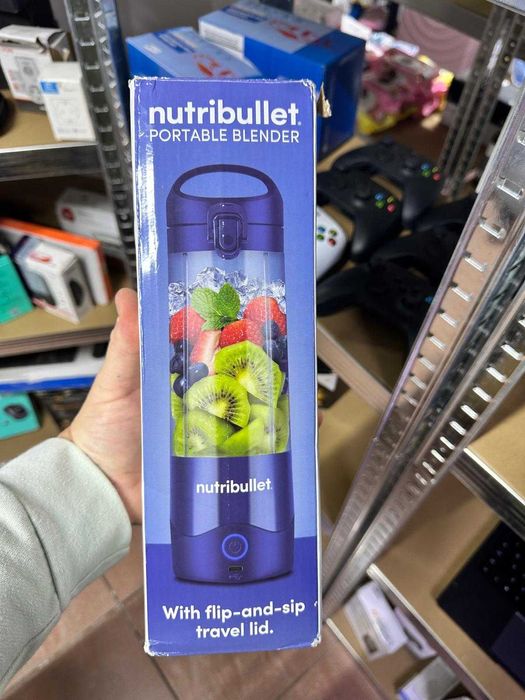 nutribullet.
PORTABLE BLENDER
nutribullet.
With flip-and-sip
travel lid.